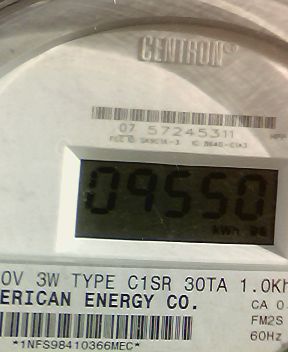 CENTRON®
07 57245311
09550
kWh
0V 3W TYPE C1SR 30TA 1.0Kh
ERICAN ENERGY CO.
CA 0.
FM2S
*1NFS98410366MEC*
60Hz